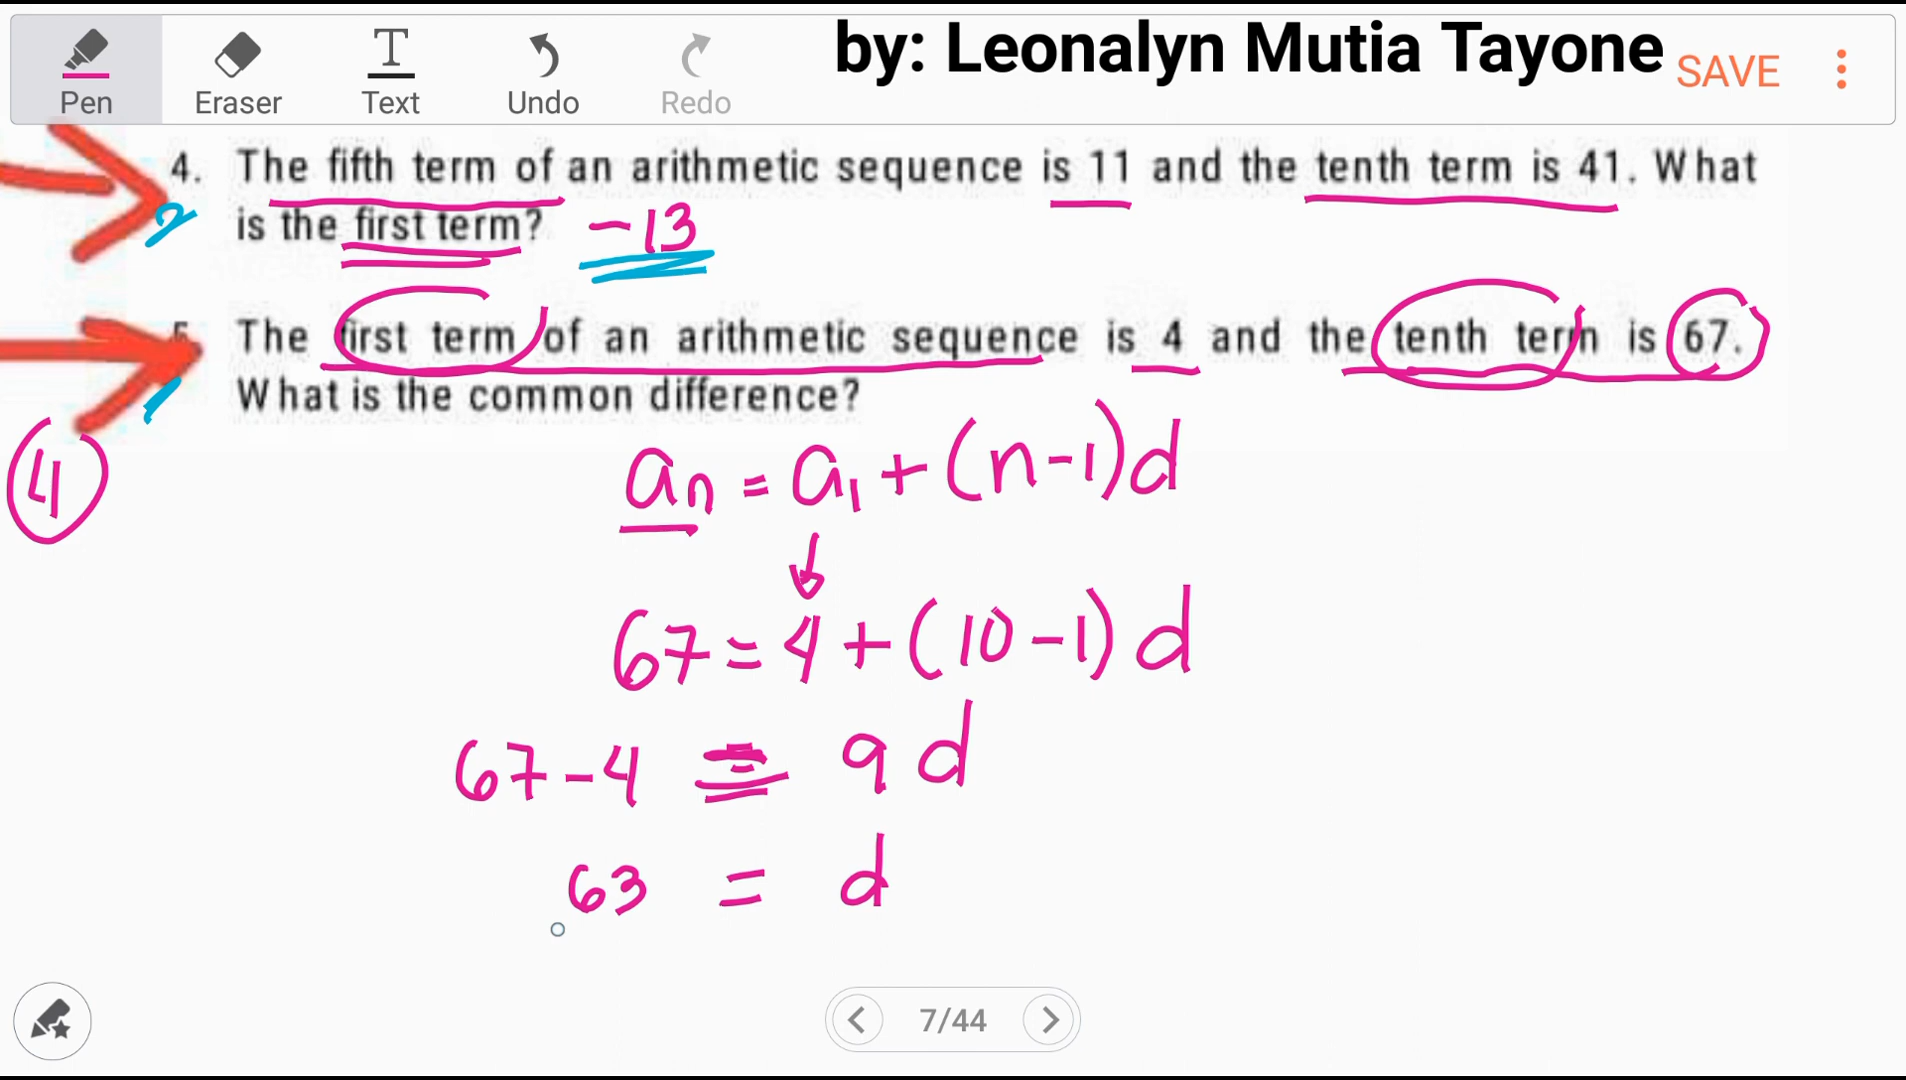 by: Leonalyn Mutia Tayone
Pen Eraser Text Undo Redo SAVE
4. The fifth term of an arithmetic sequence is 11 and the tenth term is 41. What
is the first term? -13
2
The first term of an arithmetic sequence is 4 and the tenth term is 67.
What is the common difference?
4
an = a1 + (n-1)d
67 = 4 + (10-1)d
67-4 = 9d
63 = d
7/44